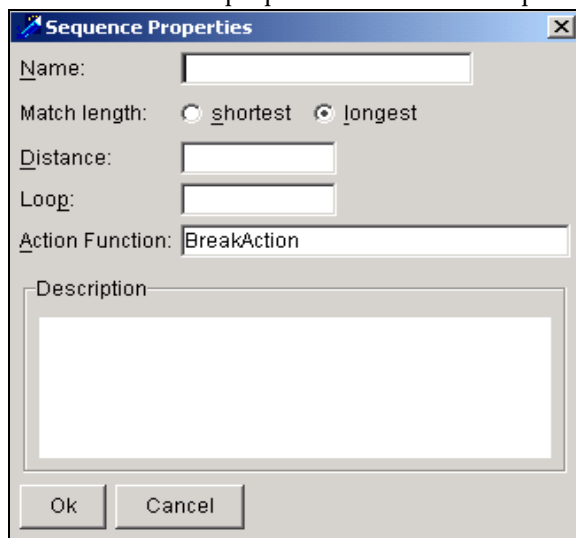 Sequence Properties
Name:
Match length: shortest longest
Distance:
Loop:
Action Function: BreakAction
Description
Ok Cancel